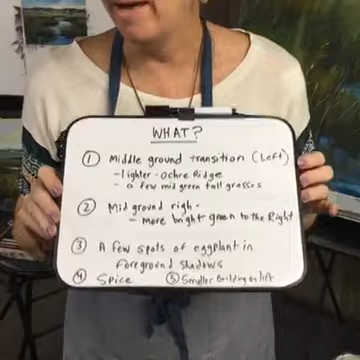 WHAT?
① Middle ground transition (Left)
- Lighter - ochre Ridge
- a few mid green tall grasses
② Mid ground righ -
- more bright green to the Right
③ A few spots of eggplant in
foreground shadows
④ Spice ⑤ Smaller Building on left